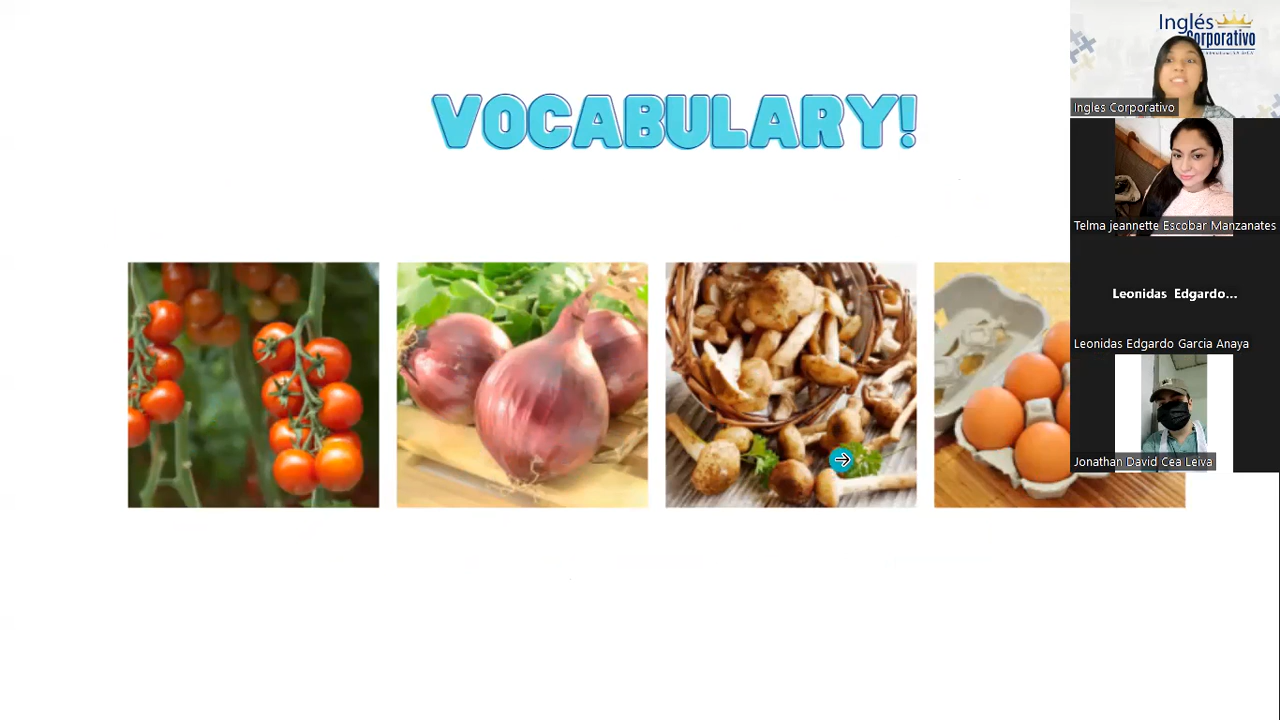 VOCABULARY!
Inglés
Corporativo
Ingles Corporativo
Telma jeannette Escobar Manzanates
Leonidas Edgardo...
Leonidas Edgardo Garcia Anaya
Jonathan David Cea Leiva